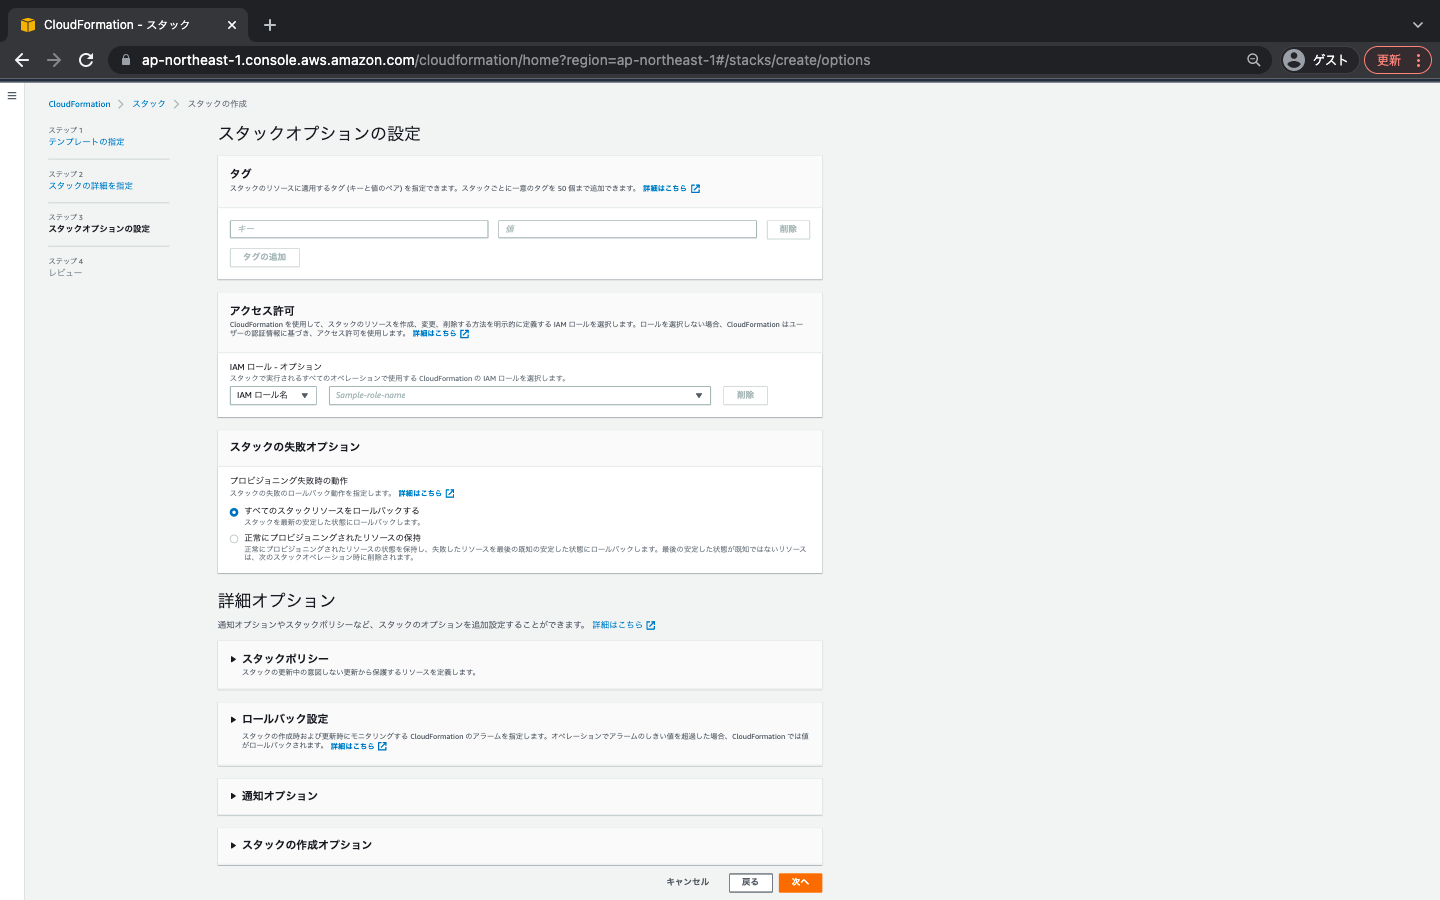 CloudFormation - スタック
ap-northeast-1.console.aws.amazon.com/cloudformation/home?region=ap-northeast-1#/stacks/create/options
ゲスト
更新
CloudFormation
スタック
スタックの作成
ステップ 1
テンプレートの指定
ステップ 2
スタックの詳細を指定
ステップ 3
スタックオプションの設定
ステップ 4
レビュー
スタックオプションの設定
タグ
スタックのリソースに適用するタグ (キーと値のペア) を指定できます。スタックごとに一意のタグを 50 個まで追加できます。 詳細はこちら
キー
値
削除
タグの追加
アクセス許可
CloudFormation を使用して、スタックのリソースを作成、変更、削除する方法を明示的に定義する IAM ロールを選択します。ロールを選択しない場合、CloudFormation はユー
ザーの認証情報に基づき、アクセス許可を使用します。 詳細はこちら
IAM ロール - オプション
スタックで実行されるすべてのオペレーションで使用する CloudFormation の IAM ロールを選択します。
IAM ロール名
Sample-role-name
削除
スタックの失敗オプション
プロビジョニング失敗時の動作
スタックの失敗のロールバック動作を指定します。 詳細はこちら
すべてのスタックリソースをロールバックする
スタックを最新の安定した状態にロールバックします。
正常にプロビジョニングされたリソースの保持
正常にプロビジョニングされたリソースの状態を保持し、失敗したリソースを最後の既知の安定した状態にロールバックします。最後の安定した状態が既知ではないリソース
は、次のスタックオペレーション時に削除されます。
詳細オプション
通知オプションやスタックポリシーなど、スタックのオプションを追加設定することができます。 詳細はこちら
スタックポリシー
スタックの更新中の意図しない更新から保護するリソースを定義します。
ロールバック設定
スタックの作成時および更新時にモニタリングする CloudFormation のアラームを指定します。オペレーションでアラームのしきい値を超過した場合、CloudFormation では値
がロールバックされます。 詳細はこちら
通知オプション
スタックの作成オプション
キャンセル
戻る
次へ